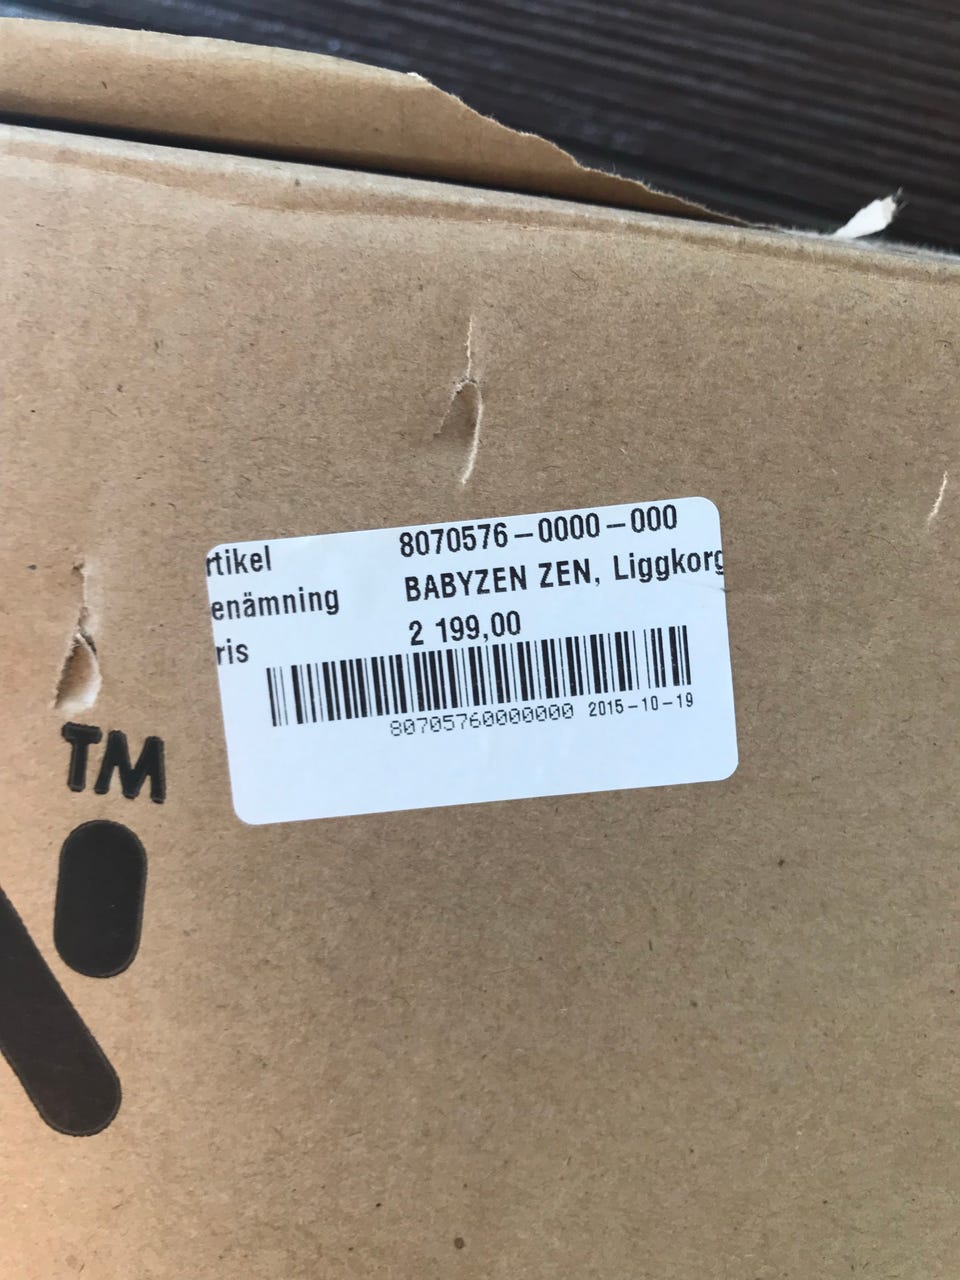 rtikel 8070576-0000-000
enämning BABYZEN ZEN, Liggkorg
ris 2 199,00
80705760000000 2015-10-19
TM